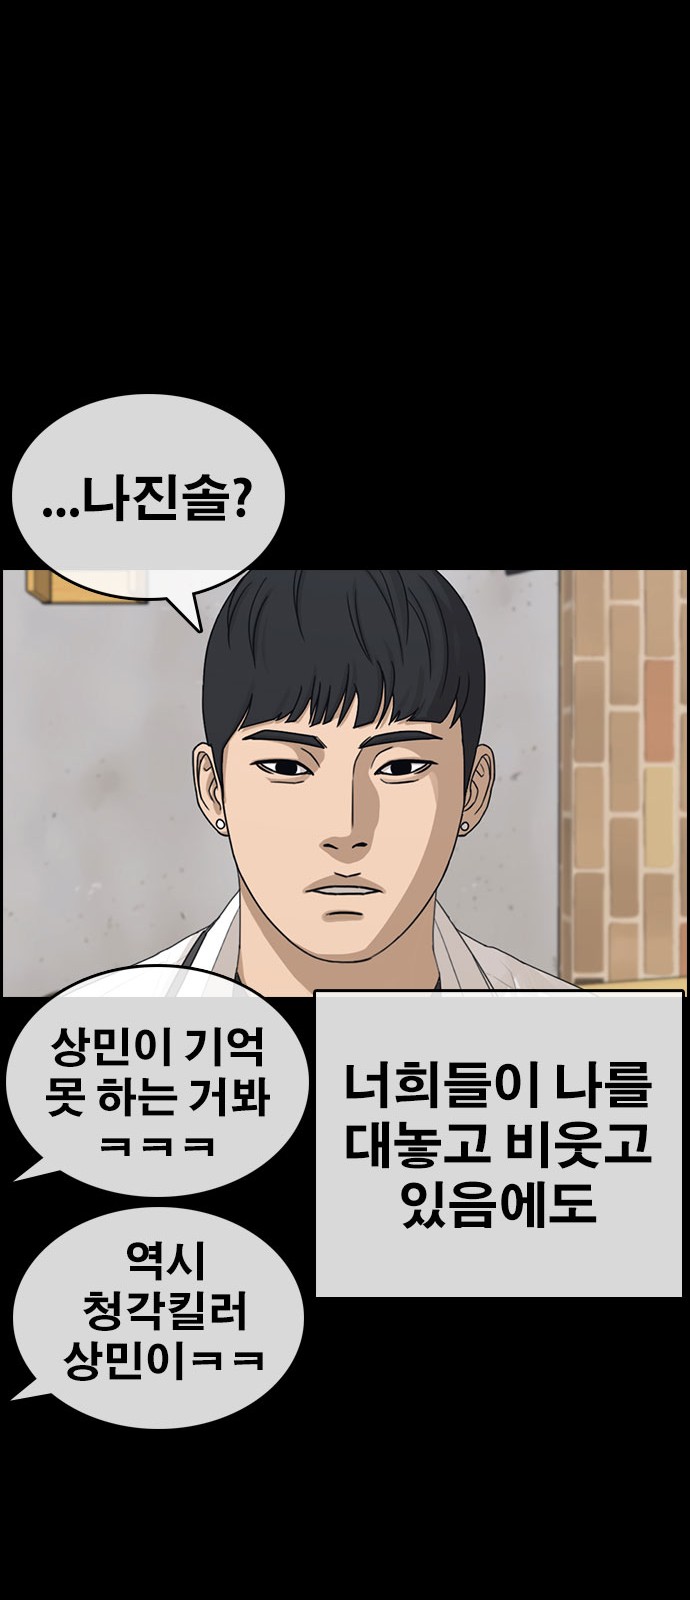 ...나진솔?
상민이 기억
못 하는 거봐
ㅋㅋㅋ
너희들이 나를
대놓고 비웃고
있음에도
역시
청각킬러
상민이ㅋㅋ